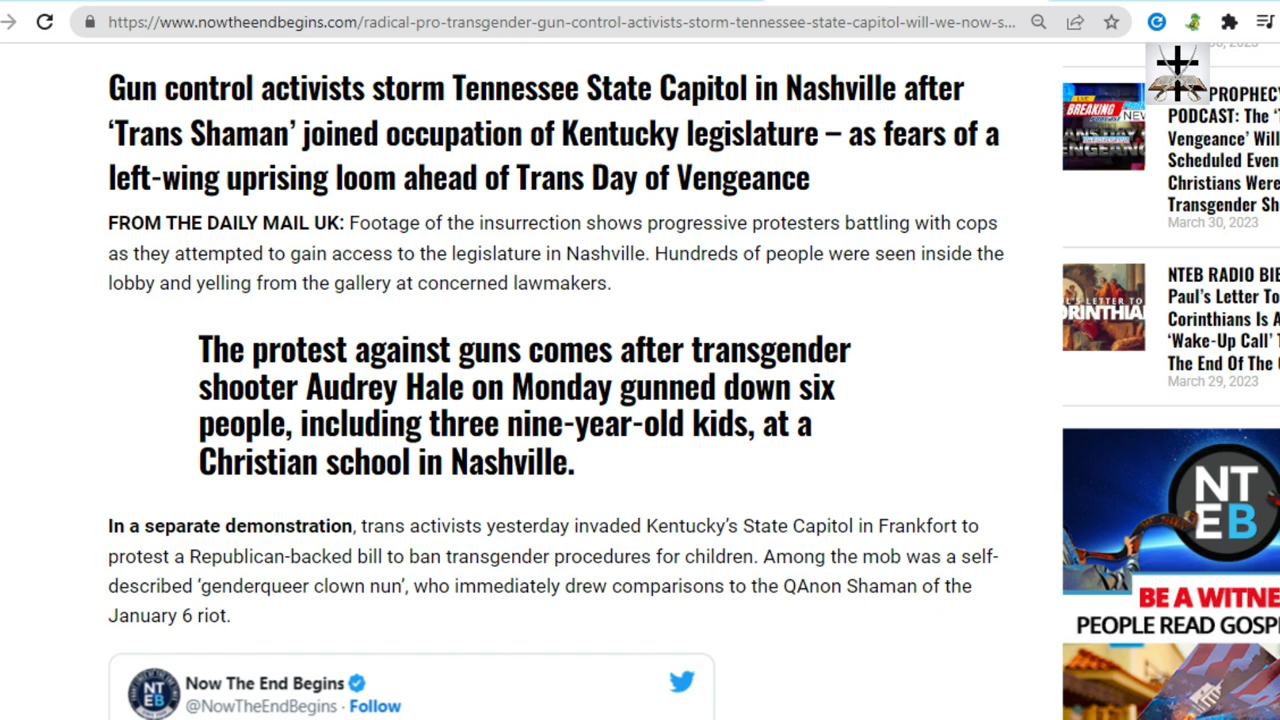 https://www.nowtheendbegins.com/radical-pro-transgender-gun-control-activists-storm-tennessee-state-capitol-will-we-now-s...
Gun control activists storm Tennessee State Capitol in Nashville after
‘Trans Shaman’ joined occupation of Kentucky legislature – as fears of a
left-wing uprising loom ahead of Trans Day of Vengeance
FROM THE DAILY MAIL UK: Footage of the insurrection shows progressive protesters battling with cops
as they attempted to gain access to the legislature in Nashville. Hundreds of people were seen inside the
lobby and yelling from the gallery at concerned lawmakers.
The protest against guns comes after transgender
shooter Audrey Hale on Monday gunned down six
people, including three nine-year-old kids, at a
Christian school in Nashville.
In a separate demonstration, trans activists yesterday invaded Kentucky’s State Capitol in Frankfort to
protest a Republican-backed bill to ban transgender procedures for children. Among the mob was a self-
described ‘genderqueer clown nun’, who immediately drew comparisons to the QAnon Shaman of the
January 6 riot.
NT
EB
Now The End Begins
@NowTheEndBegins · Follow
2023
LIVE
BREAKING NEW
VENGEANC
PROPHECY
PODCAST: The ‘T
Vengeance’ Will
Scheduled Even
Christians Were
Transgender Sh
March 30, 2023
L'S LETTER TO
ORINTHIA
NTEB RADIO BIB
Paul’s Letter To
Corinthians Is A
‘Wake-Up Call’ T
The End Of The C
March 29, 2023
NT
EB
BE A WITNE
PEOPLE READ GOSP